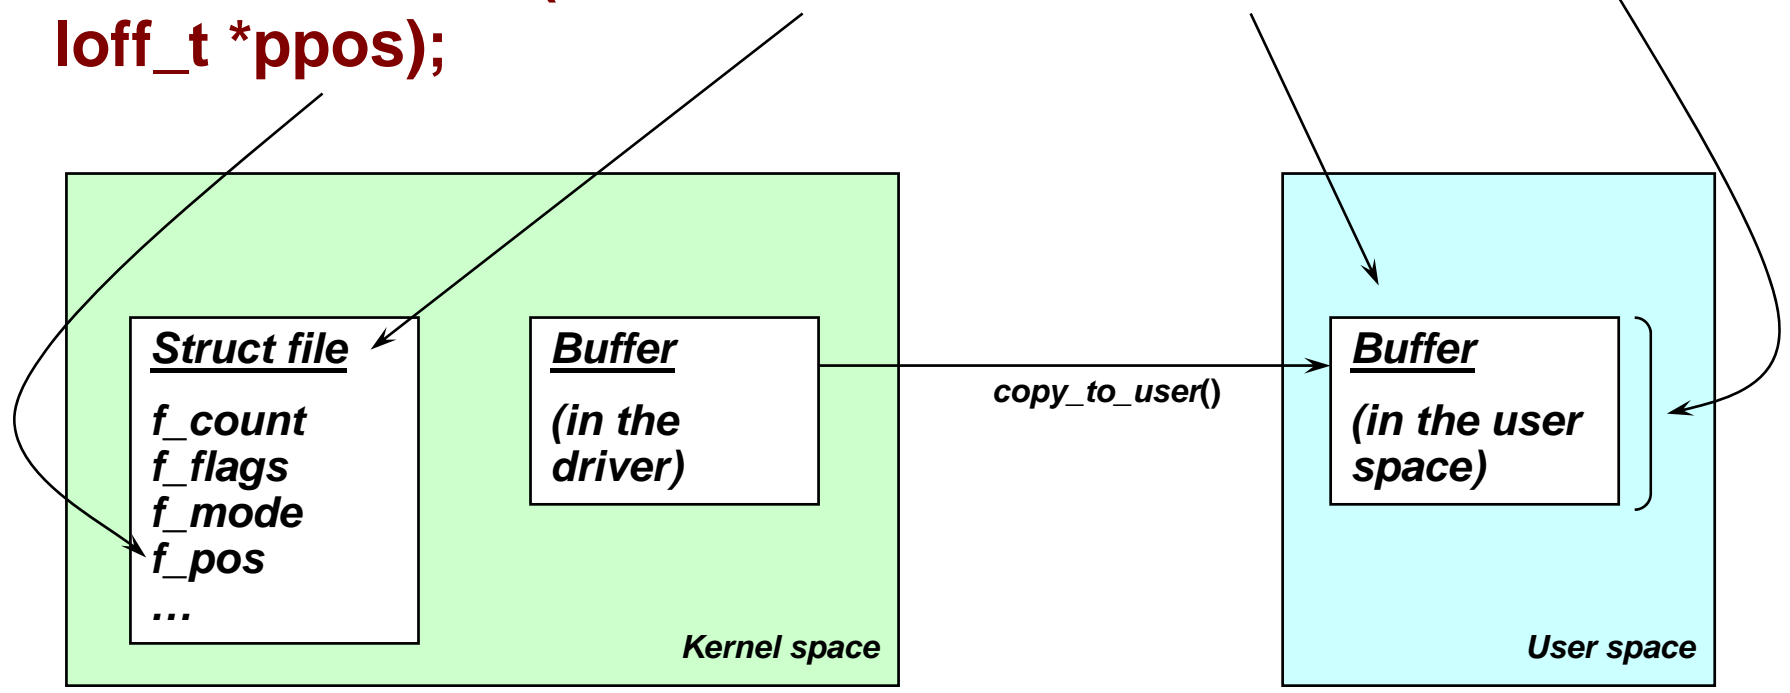 loff_t *ppos);
Struct file
f_count
f_flags
f_mode
f_pos
…
Buffer
(in the
driver)
copy_to_user()
Buffer
(in the user
space)
Kernel space
User space